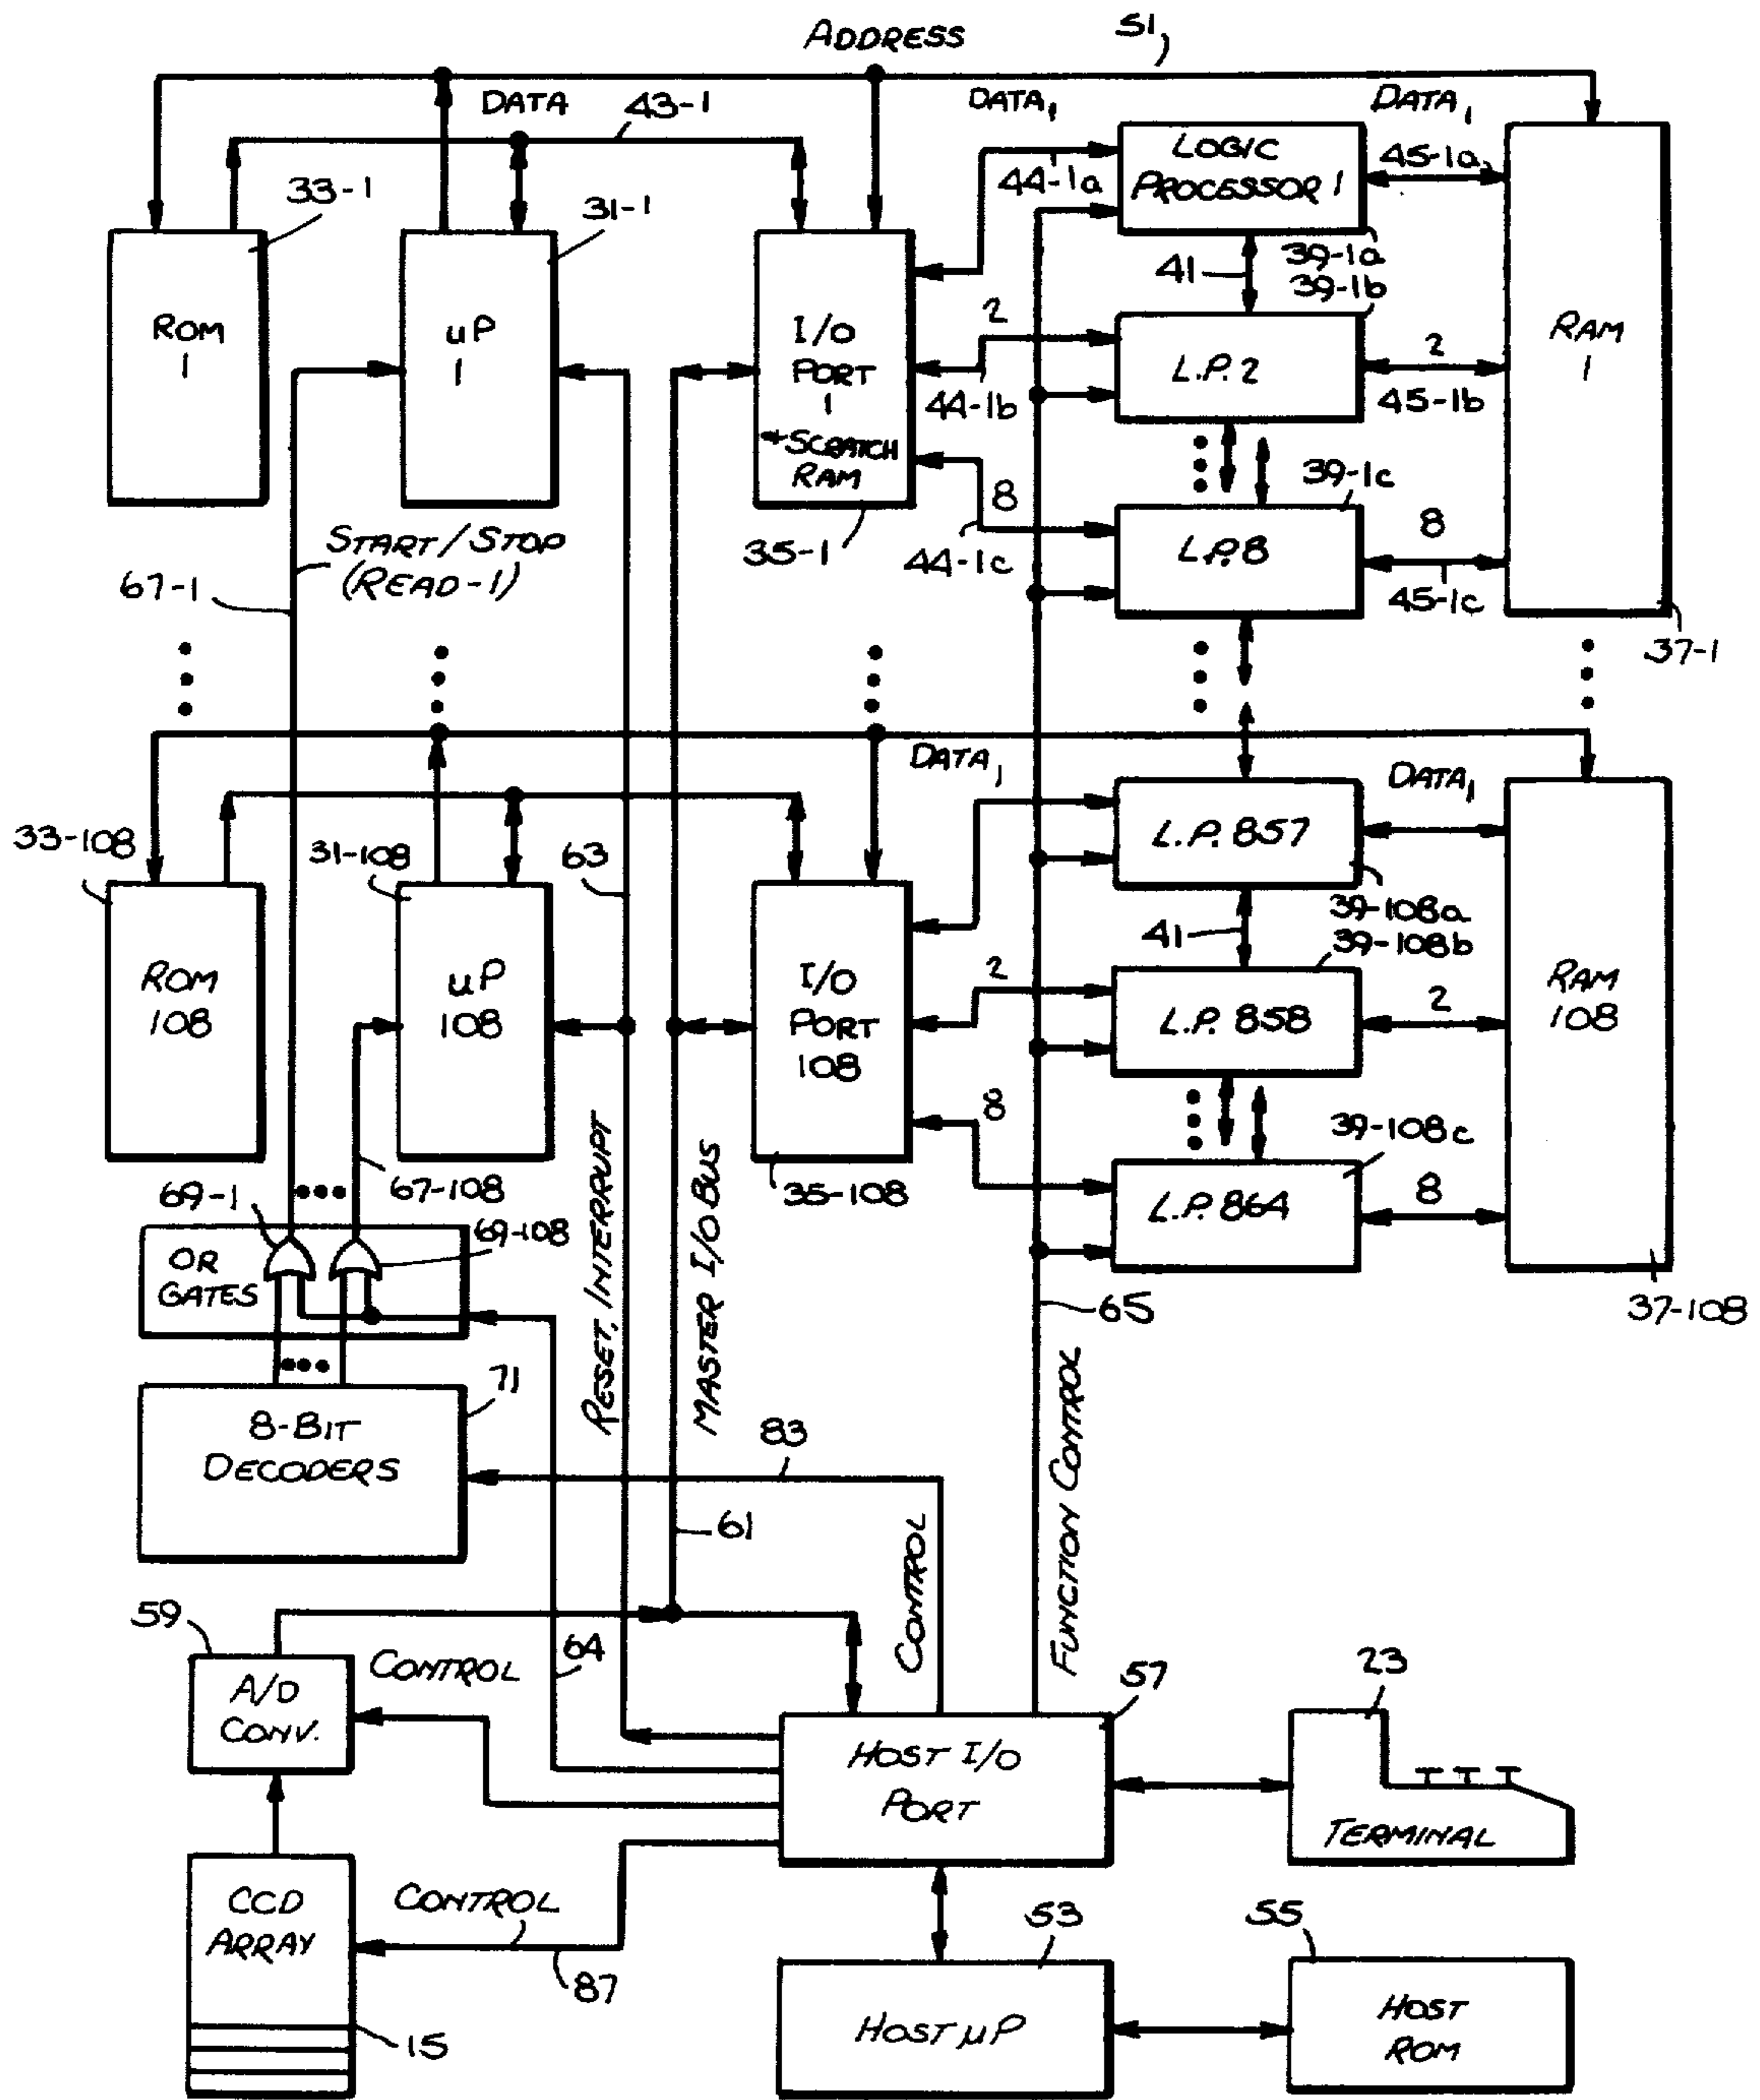 ADDRESS
51
DATA
43-1
DATA1
DATA1
33-1
31-1
44-1a
LOGIC
PROCESSOR 1
45-1a
ROM
1
uP
1
I/O
PORT
1
+SCRATCH
RAM
41
39-1a
39-1b
2
44-1b
L.P. 2
2
45-1b
RAM
1
39-1c
8
44-1c
L.P. 8
8
45-1c
35-1
START/STOP
(READ-1)
67-1
37-1
DATA1
DATA1
33-108
31-108
63
L.P. 857
39-108a
41
39-108b
ROM
108
uP
108
I/O
PORT
108
2
L.P. 858
2
RAM
108
8
39-108c
L.P. 864
8
35-108
67-108
69-1
69-108
OR
GATES
RESET, INTERRUPT
MASTER I/O BUS
65
37-108
71
8-BIT
DECODERS
83
61
CONTROL
FUNCTION CONTROL
59
A/D
CONV.
CONTROL
64
57
23
HOST I/O
PORT
TERMINAL
CCD
ARRAY
CONTROL
87
15
53
HOST µP
55
HOST
ROM